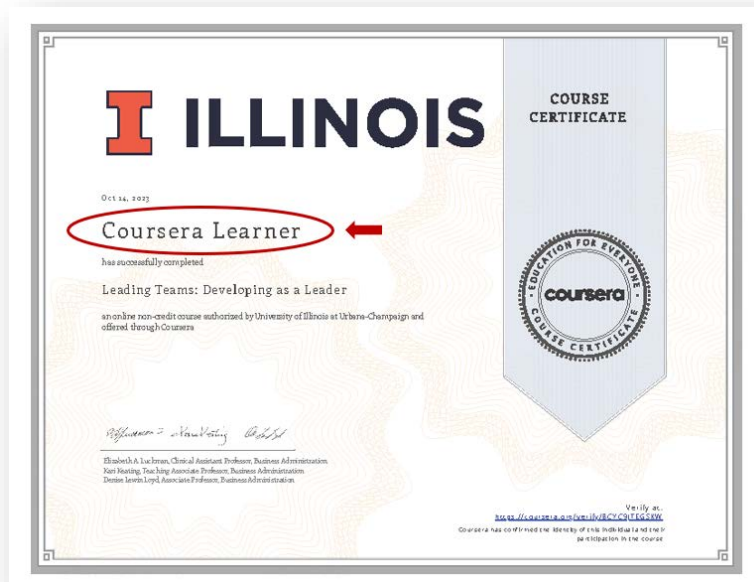 I ILLINOIS
COURSE
CERTIFICATE
Oct 14, 2023
Coursera Learner
has successfully completed
Leading Teams: Developing as a Leader
an online non-credit course authorized by University of Illinois at Urbana-Champaign and
offered through Coursera
EDUCATION FOR EVERYONE
coursera
COURSE CERTIFICATE
Elizabeth A. Luckman, Clinical Assistant Professor, Business Administration
Kari Keating, Teaching Associate Professor, Business Administration
Denise Lewin Loyd, Associate Professor, Business Administration
Verify at:
Coursera has confirmed the identity of this individual and their
participation in the course